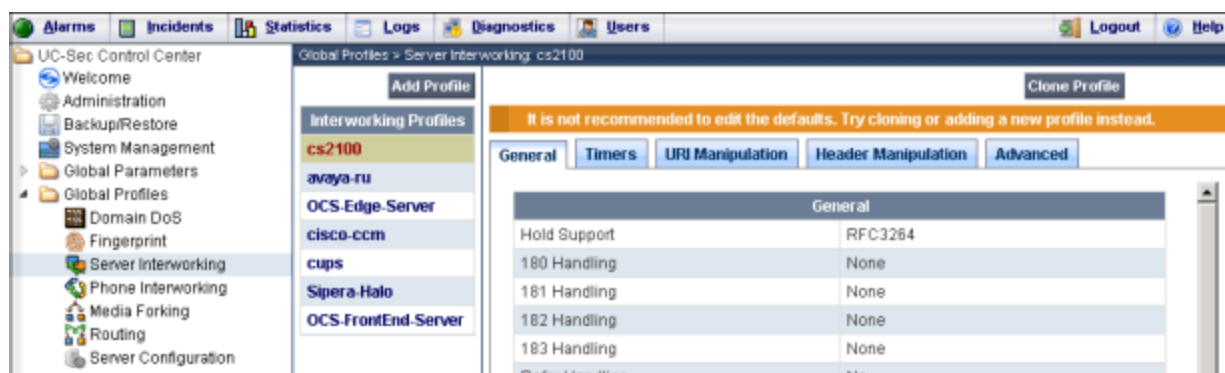 Alarms Incidents Statistics Logs Diagnostics Users Logout Help
UC-Sec Control Center
Welcome
Administration
Backup/Restore
System Management
Global Parameters
Global Profiles
Domain DoS
Fingerprint
Server Interworking
Phone Interworking
Media Forking
Routing
Server Configuration
Global Profiles > Server Interworking: cs2100
Add Profile
Interworking Profiles
cs2100
avaya-ru
OCS-Edge-Server
cisco-ccm
cups
Sipera-Halo
OCS-FrontEnd-Server
Clone Profile
It is not recommended to edit the defaults. Try cloning or adding a new profile instead.
General Timers URI Manipulation Header Manipulation Advanced
General
Hold Support RFC3264
180 Handling None
181 Handling None
182 Handling None
183 Handling None